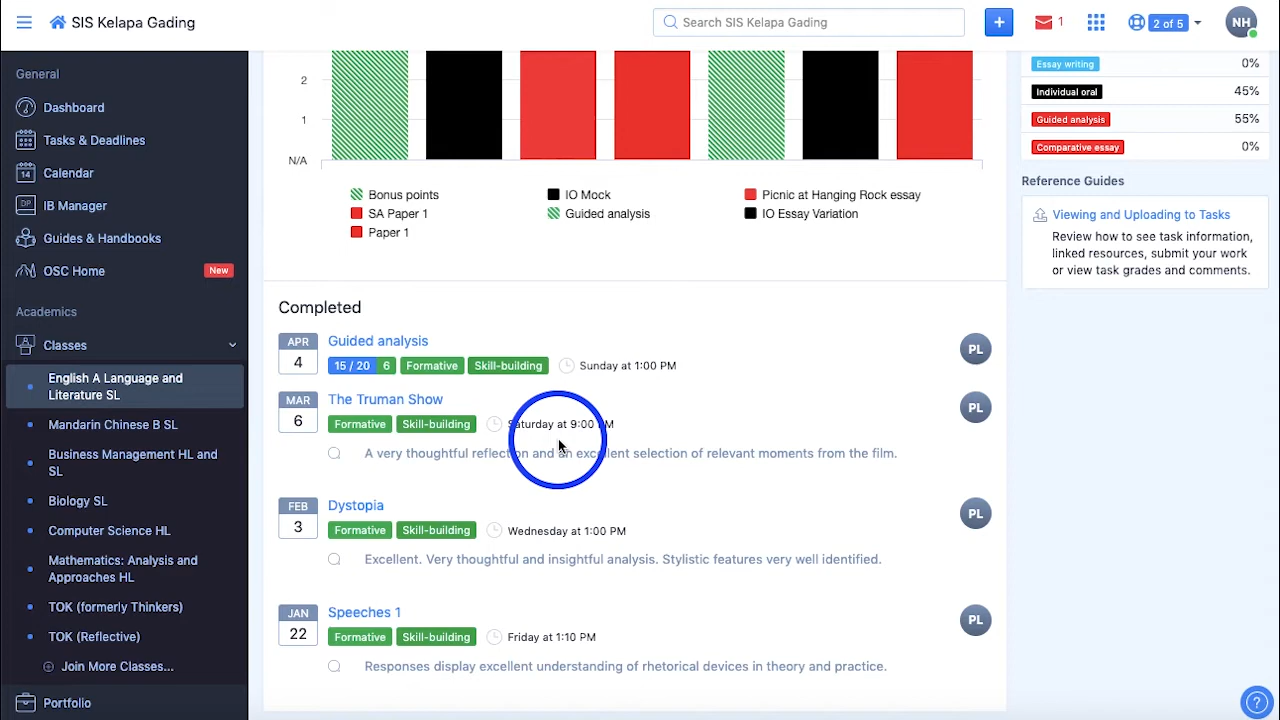 SIS Kelapa Gading
Search SIS Kelapa Gading
+
1
2 of 5
NH
General
Dashboard
Tasks & Deadlines
14
Calendar
DP
IB Manager
Guides & Handbooks
OSC Home
New
Academics
Classes
English A Language and
Literature SL
Mandarin Chinese B SL
Business Management HL and
SL
Biology SL
Computer Science HL
Mathematics: Analysis and
Approaches HL
TOK (formerly Thinkers)
TOK (Reflective)
Join More Classes...
Portfolio
2
1
N/A
Bonus points
IO Mock
Picnic at Hanging Rock essay
SA Paper 1
Guided analysis
IO Essay Variation
Paper 1
Completed
APR
4
Guided analysis
15 / 20 6 Formative Skill-building Sunday at 1:00 PM
PL
MAR
6
The Truman Show
Formative Skill-building Saturday at 9:00 PM
PL
A very thoughtful reflection and an excellent selection of relevant moments from the film.
FEB
3
Dystopia
Formative Skill-building Wednesday at 1:00 PM
PL
Excellent. Very thoughtful and insightful analysis. Stylistic features very well identified.
JAN
22
Speeches 1
Formative Skill-building Friday at 1:10 PM
PL
Responses display excellent understanding of rhetorical devices in theory and practice.
Essay writing 0%
Individual oral 45%
Guided analysis 55%
Comparative essay 0%
Reference Guides
Viewing and Uploading to Tasks
Review how to see task information,
linked resources, submit your work
or view task grades and comments.
?